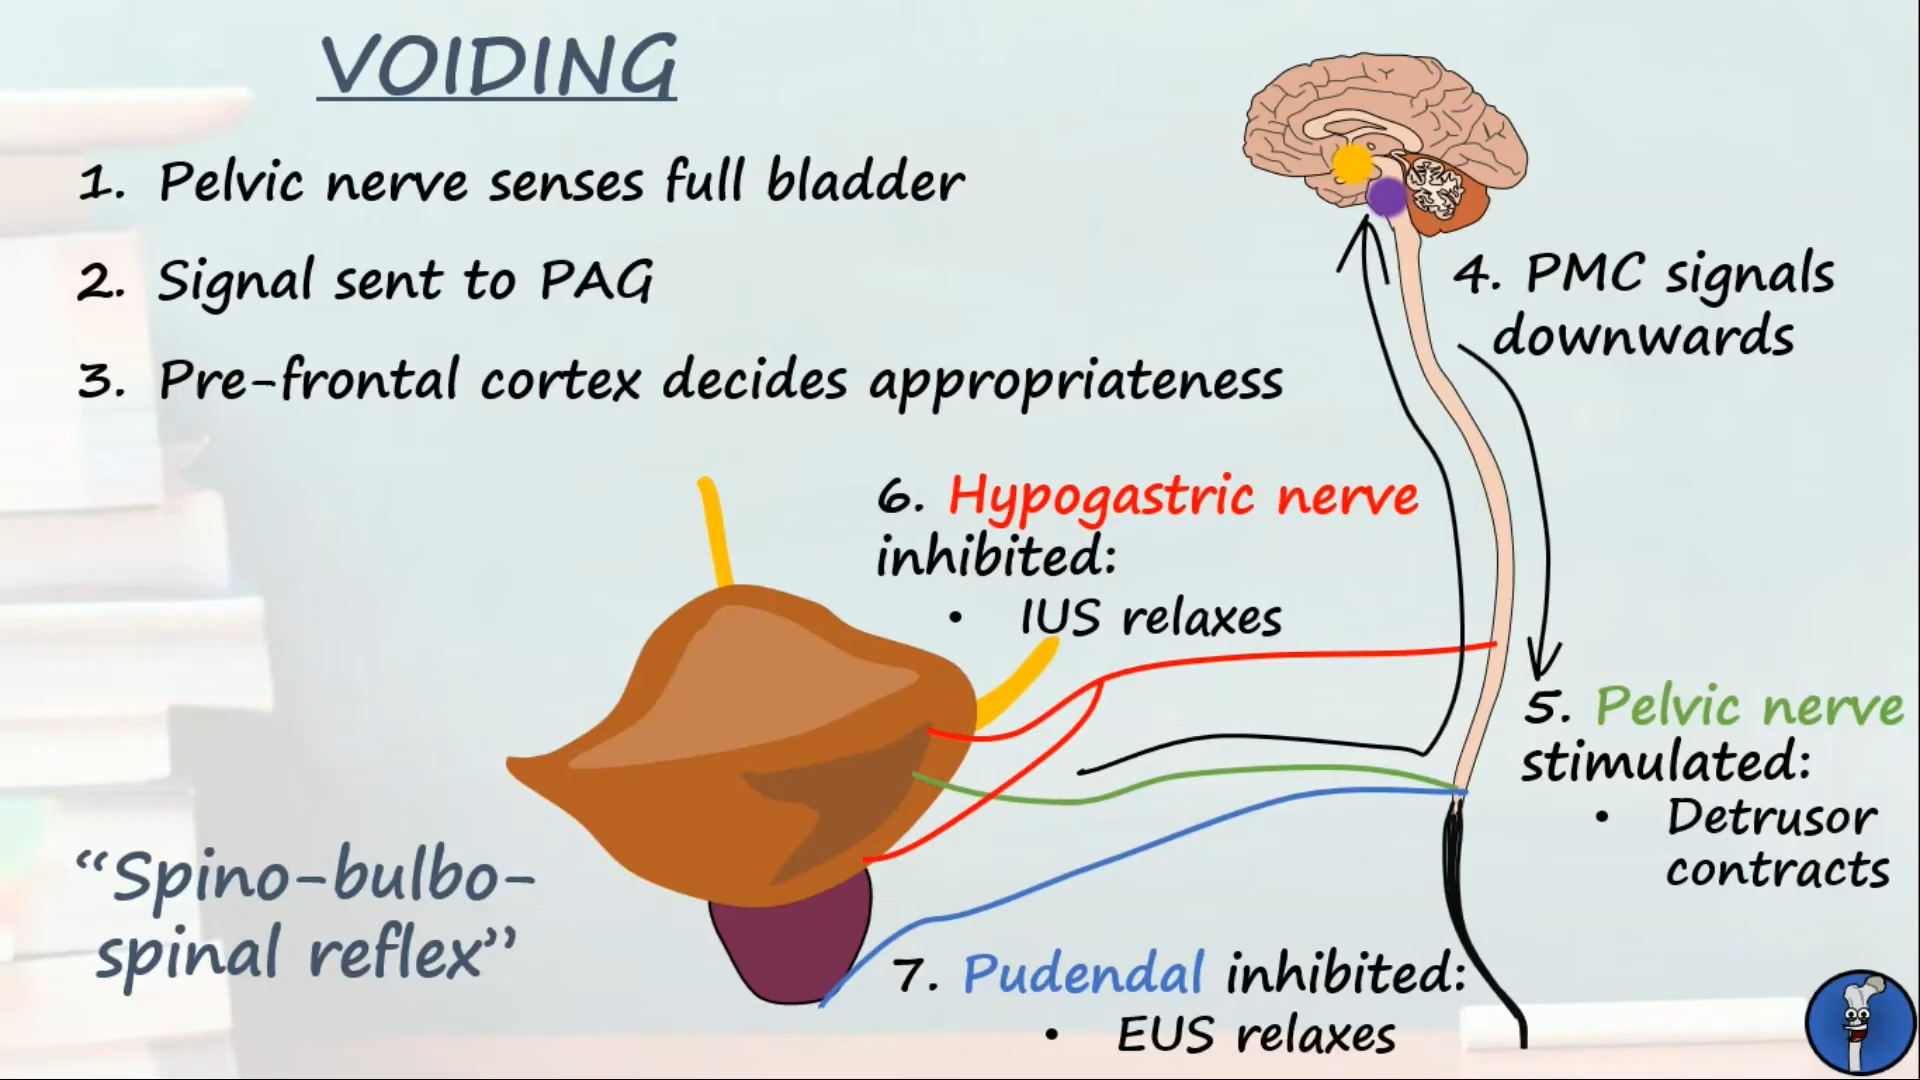 VOIDING
1. Pelvic nerve senses full bladder
2. Signal sent to PAG
3. Pre-frontal cortex decides appropriateness
4. PMC signals
downwards
5. Pelvic nerve
stimulated:
• Detrusor
contracts
6. Hypogastric nerve
inhibited:
• IUS relaxes
7. Pudendal inhibited:
• EUS relaxes
“Spino-bulbo-
spinal reflex”